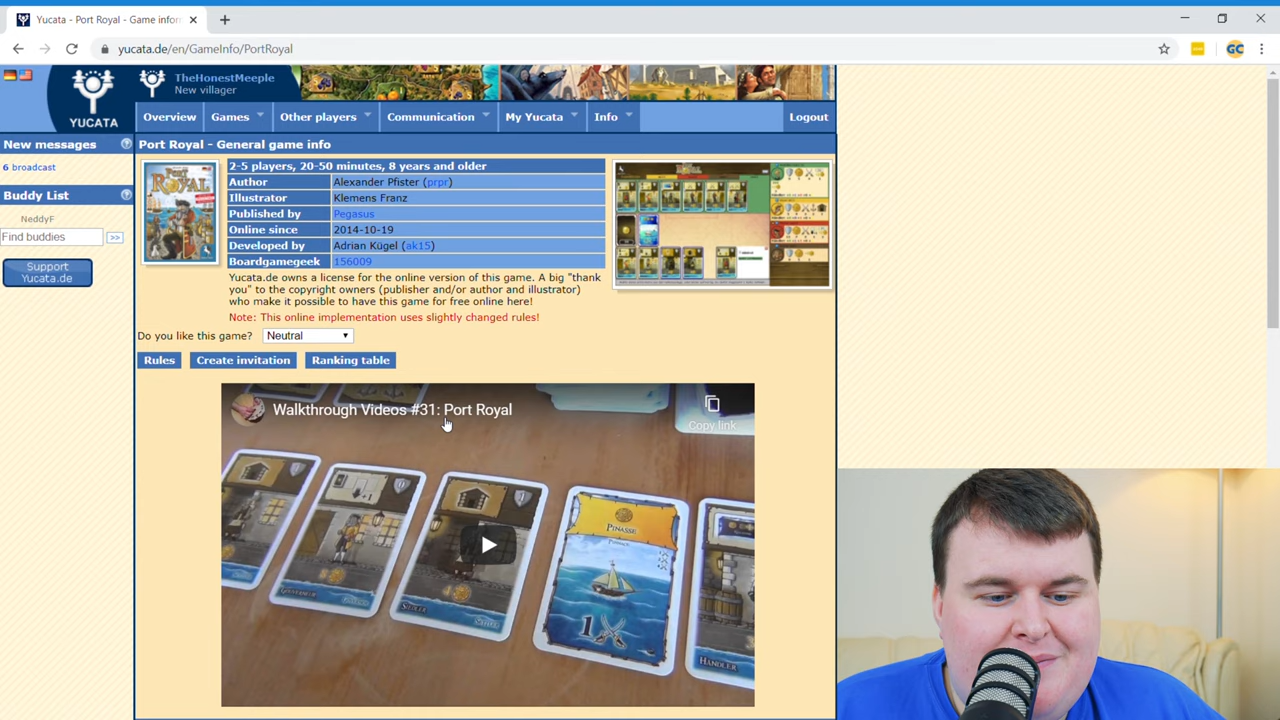 Yucata - Port Royal - Game infor
yucata.de/en/GameInfo/PortRoyal
GC
YUCATA
TheHonestMeeple
New villager
Overview Games Other players Communication My Yucata Info Logout
New messages
6 broadcast
Buddy List
NeddyF
Find buddies >>
Support
Yucata.de
Port Royal - General game info
PORT
ROYAL
2-5 players, 20-50 minutes, 8 years and older
Author Alexander Pfister (prpr)
Illustrator Klemens Franz
Published by Pegasus
Online since 2014-10-19
Developed by Adrian Kügel (ak15)
Boardgamegeek 156009
Yucata.de owns a license for the online version of this game. A big "thank
you" to the copyright owners (publisher and/or author and illustrator)
who make it possible to have this game for free online here!
Note: This online implementation uses slightly changed rules!
Do you like this game? Neutral
Rules Create invitation Ranking table
Walkthrough Videos #31: Port Royal
Copy link
PINASSE
1
SIEDLER
HÄNDLER